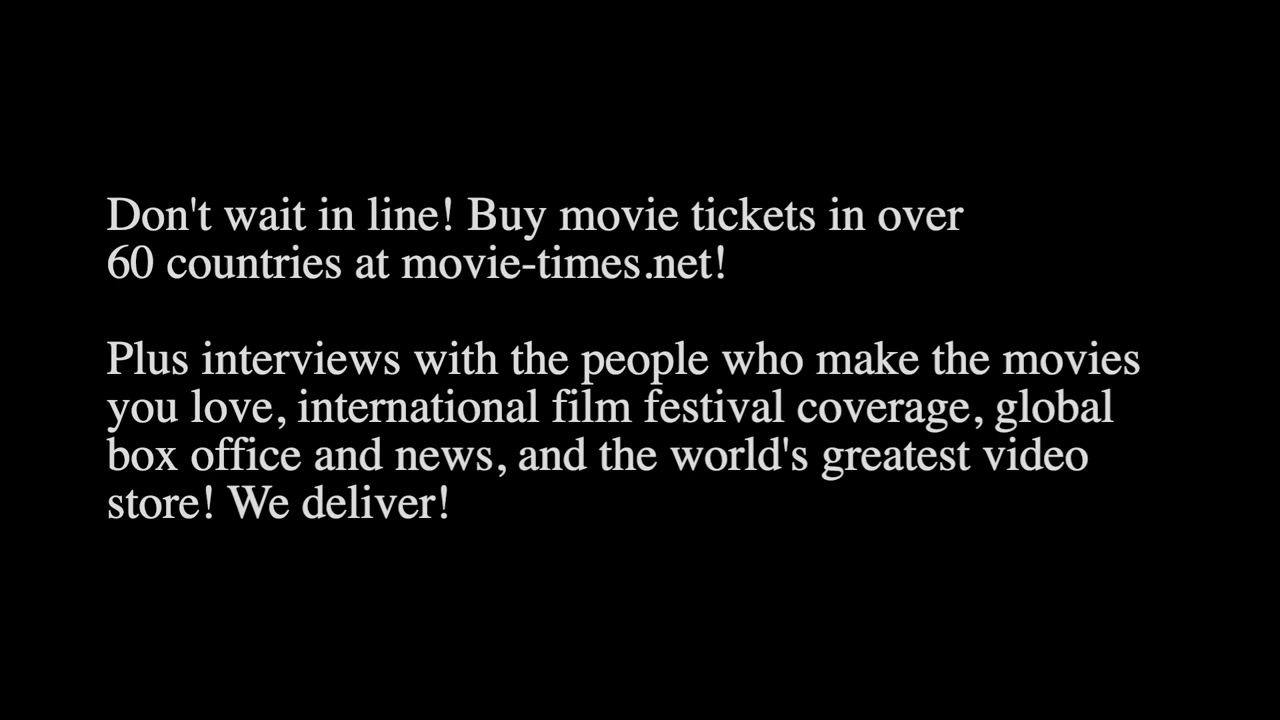 Don't wait in line! Buy movie tickets in over
60 countries at movie-times.net!
Plus interviews with the people who make the movies
you love, international film festival coverage, global
box office and news, and the world's greatest video
store! We deliver!